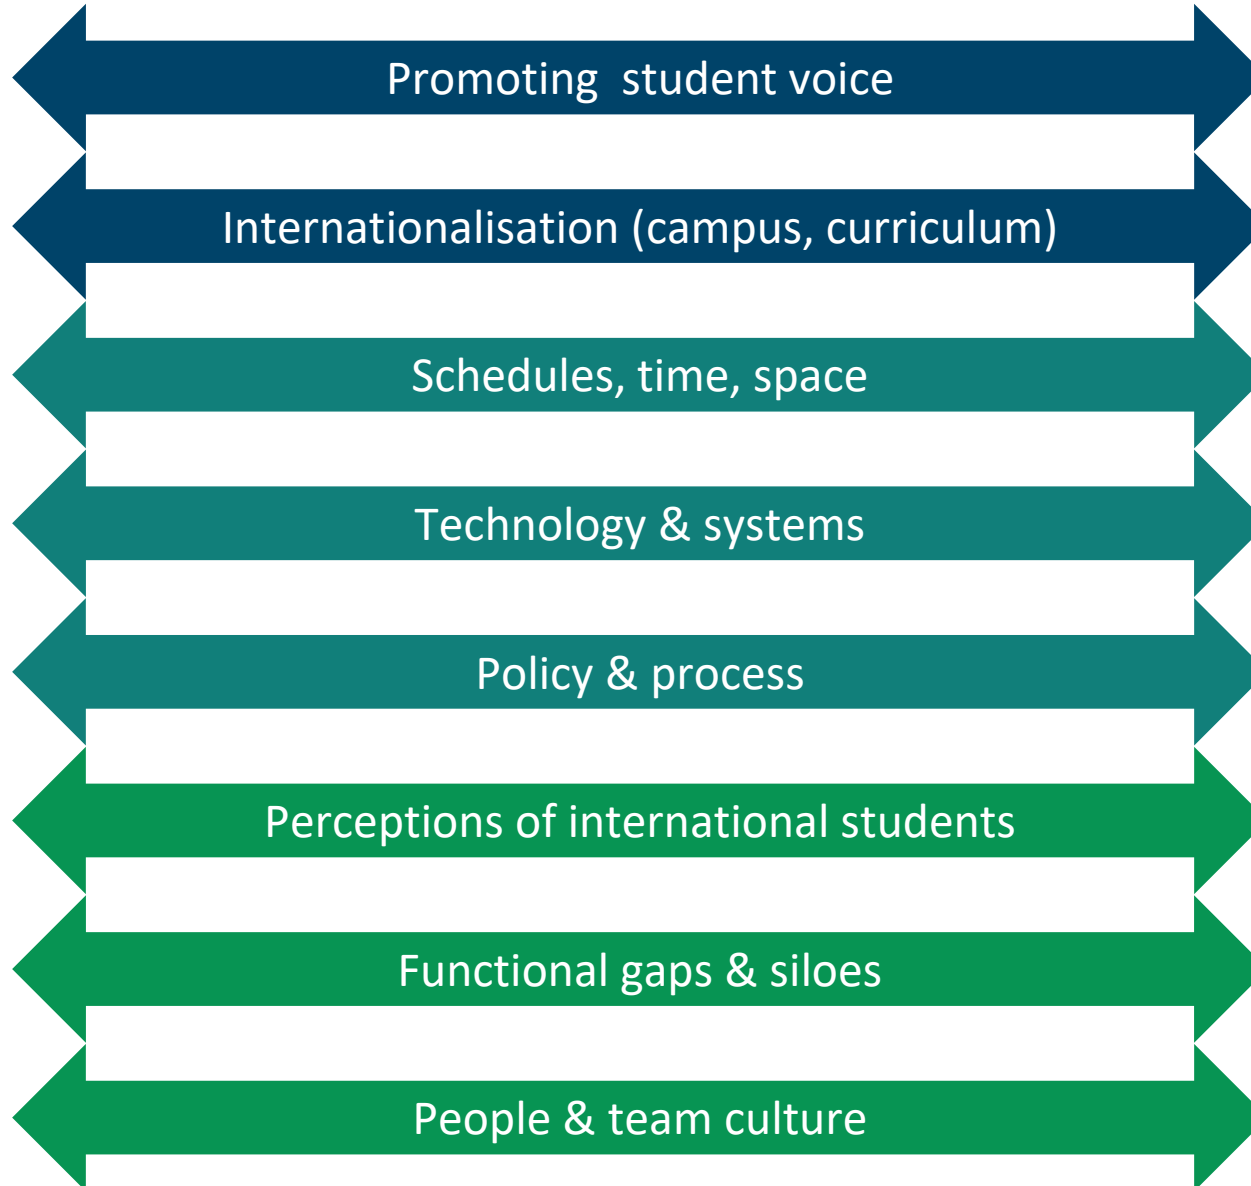 Promoting  student voice
Internationalisation (campus, curriculum)
Schedules, time, space
Technology & systems
Policy & process
Perceptions of international students
Functional gaps & siloes
People & team culture